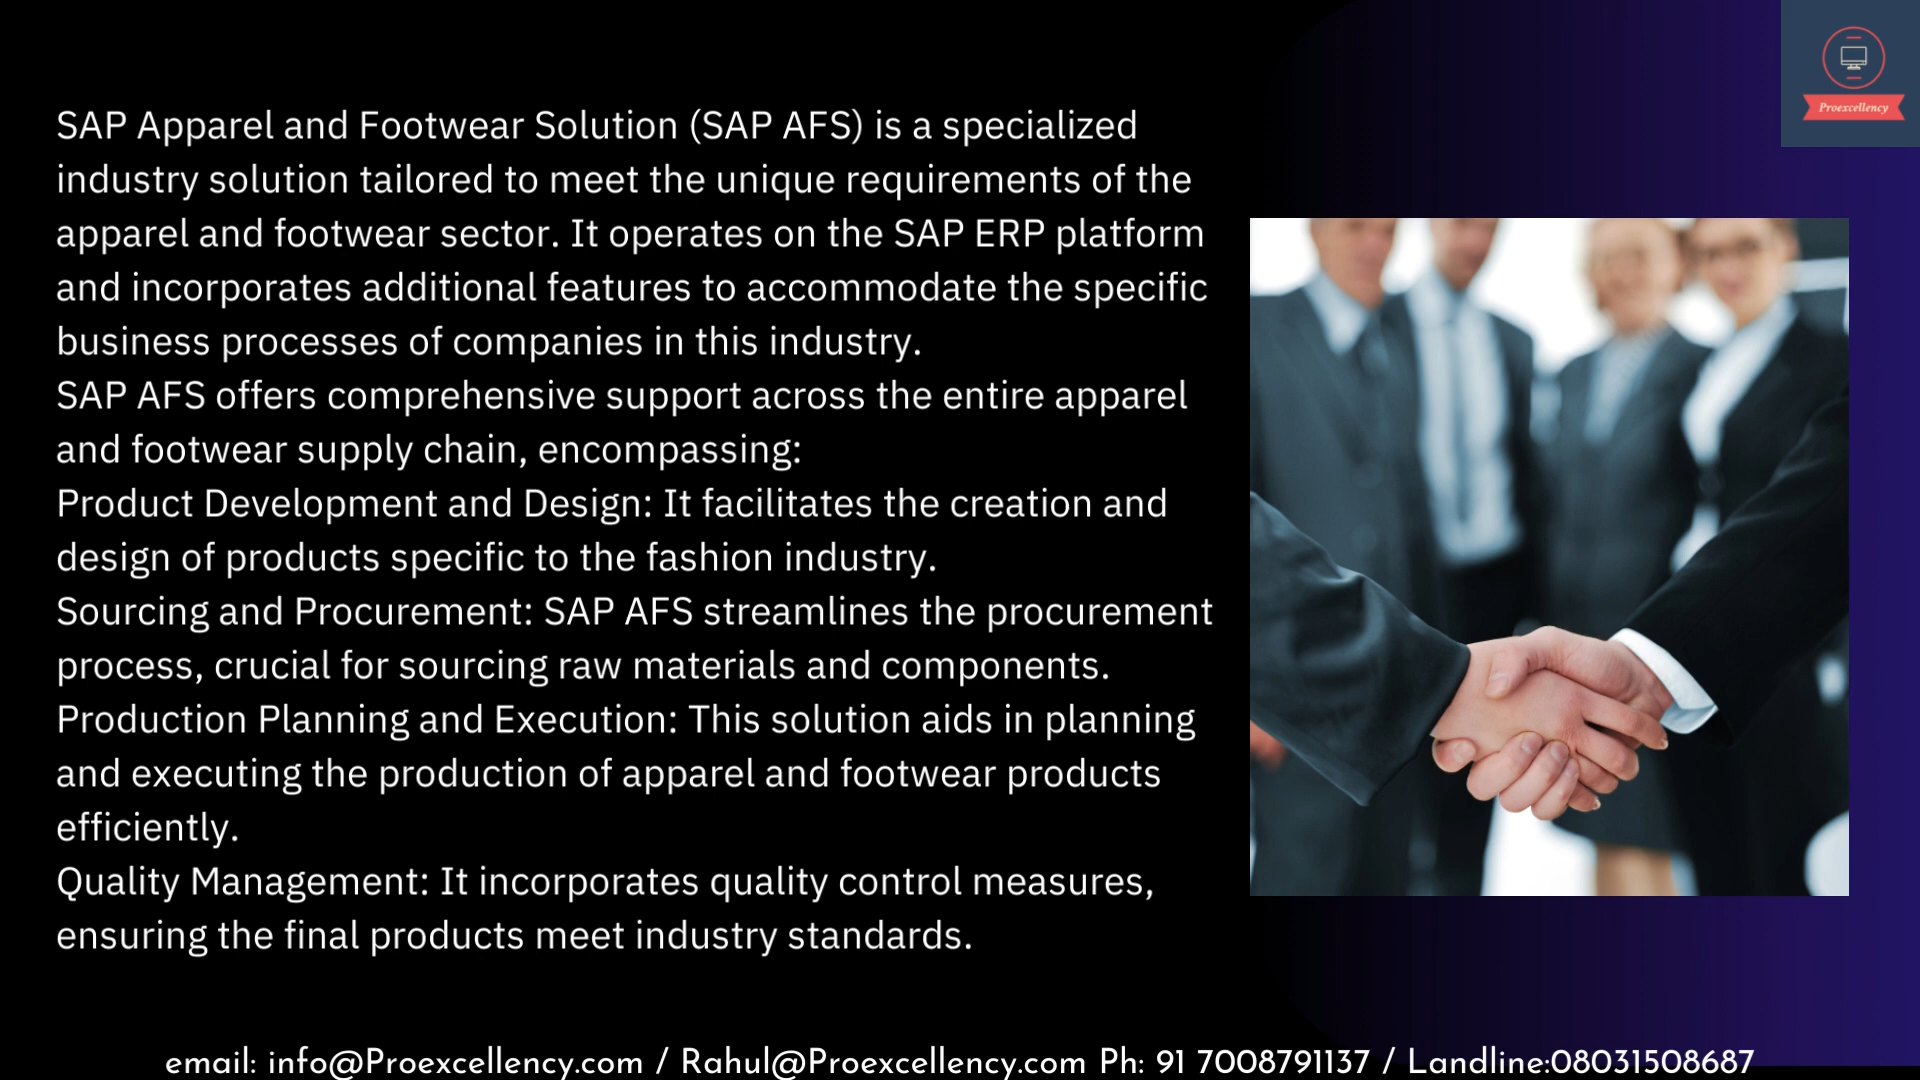 Proexcellency
SAP Apparel and Footwear Solution (SAP AFS) is a specialized
industry solution tailored to meet the unique requirements of the
apparel and footwear sector. It operates on the SAP ERP platform
and incorporates additional features to accommodate the specific
business processes of companies in this industry.
SAP AFS offers comprehensive support across the entire apparel
and footwear supply chain, encompassing:
Product Development and Design: It facilitates the creation and
design of products specific to the fashion industry.
Sourcing and Procurement: SAP AFS streamlines the procurement
process, crucial for sourcing raw materials and components.
Production Planning and Execution: This solution aids in planning
and executing the production of apparel and footwear products
efficiently.
Quality Management: It incorporates quality control measures,
ensuring the final products meet industry standards.
email: info@Proexcellency.com / Rahul@Proexcellency.com Ph: 91 7008791137 / Landline:08031508687